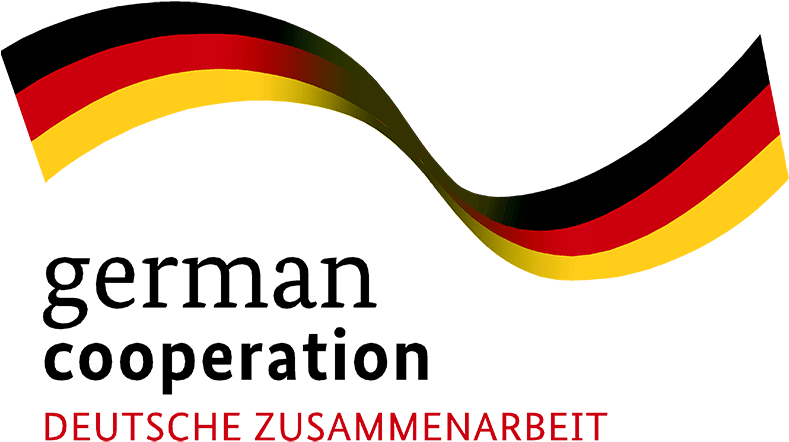 german
cooperation
DEUTSCHE ZUSAMMENARBEIT